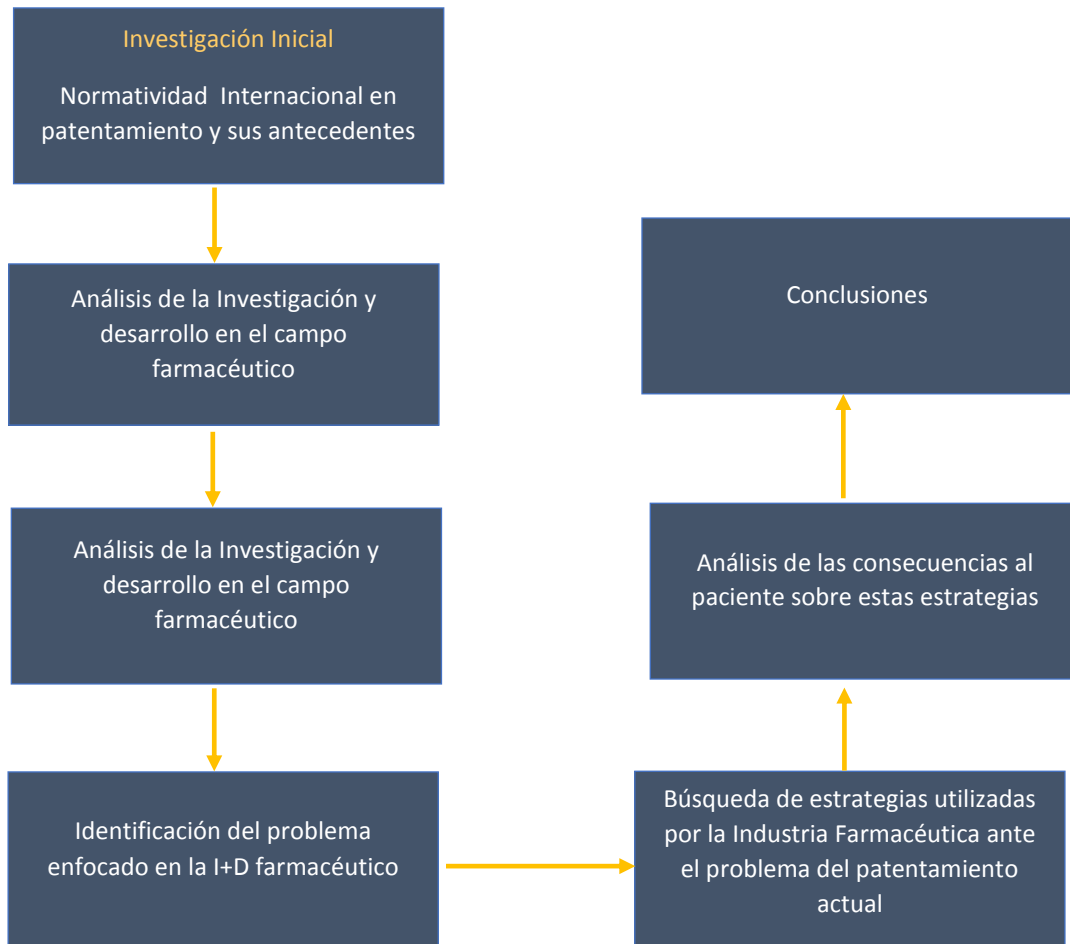 Investigación Inicial
Normatividad Internacional en
patentamiento y sus antecedentes
Análisis de la Investigación y
desarrollo en el campo
farmacéutico
Análisis de la Investigación y
desarrollo en el campo
farmacéutico
Identificación del problema
enfocado en la I+D farmacéutico
Búsqueda de estrategias utilizadas
por la Industria Farmacéutica ante
el problema del patentamiento
actual
Análisis de las consecuencias al
paciente sobre estas estrategias
Conclusiones